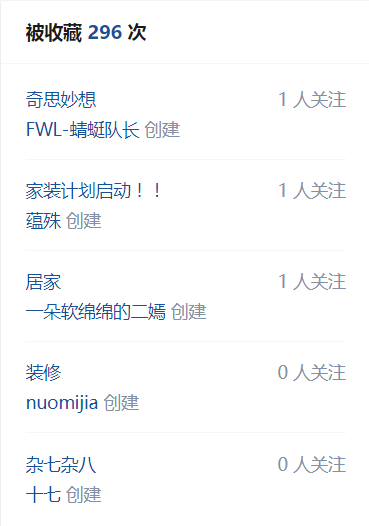 被收藏 296 次
奇思妙想 1 人关注
FWL-蜻蜓队长 创建
家装计划启动！！ 1 人关注
蕴殊 创建
居家 1 人关注
一朵软绵绵的二嫣 创建
装修 0 人关注
nuomijia 创建
杂七杂八 0 人关注
十七 创建